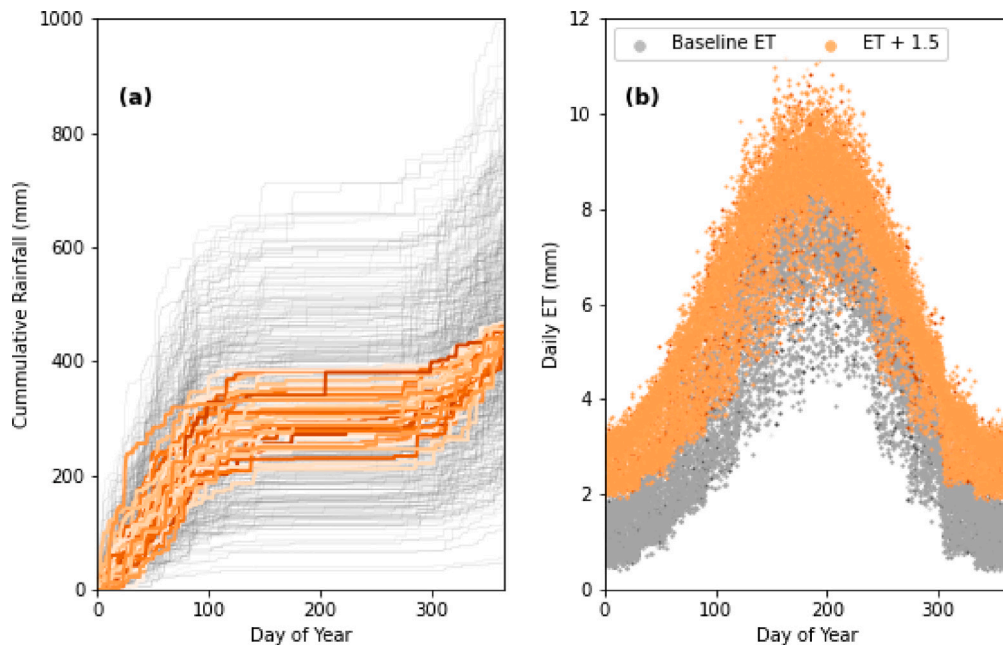 1000
800
600
400
200
0
0 100 200 300
Cummulative Rainfall (mm)
Day of Year
(a)
Baseline ET ET + 1.5
(b)
12
10
8
6
4
2
0
0 100 200 300
Daily ET (mm)
Day of Year